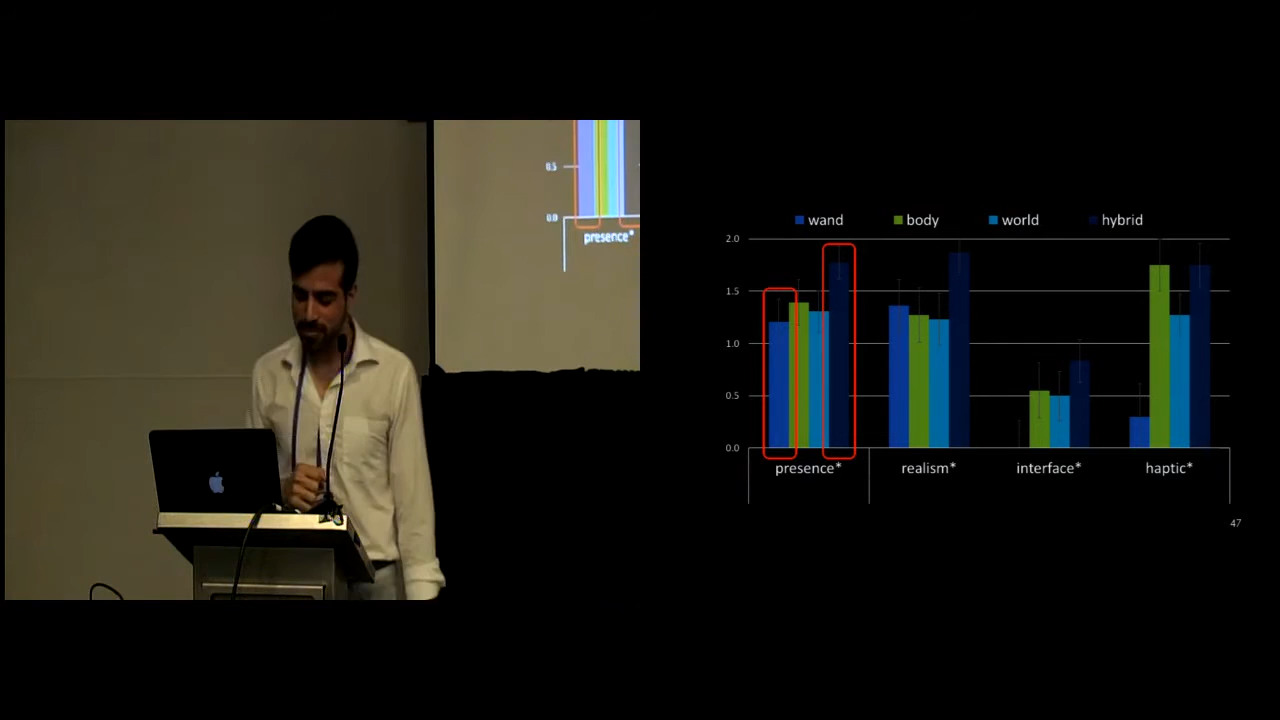 0.5
0.0
presence*
wand body world hybrid
2.0
1.5
1.0
0.5
0.0
presence* realism* interface* haptic*
47